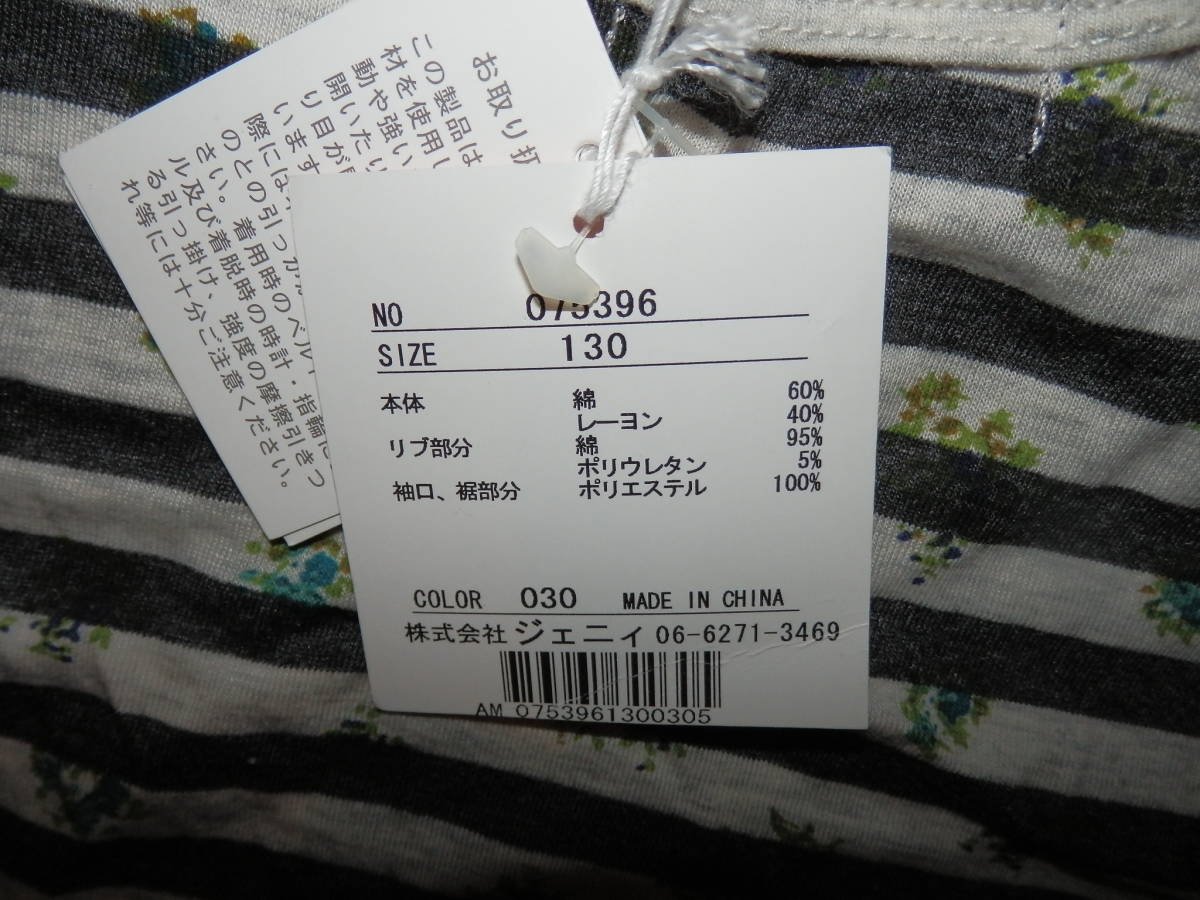 お取り扱
この製品は
材を使用し
動や強い
開いたり
り目が
います
際には
のとの引っか
さい。着用時のベル
ル及び着脱時の時計・指輪に
る引っ掛け、強度の摩擦引きつ
れ等には十分ご注意ください。
NO 075396
SIZE 130
本体 綿 60%
レーヨン 40%
リブ部分 綿 95%
ポリウレタン 5%
袖口、裾部分 ポリエステル 100%
COLOR 030 MADE IN CHINA
株式会社 ジェニィ 06-6271-3469
AM 0753961300305